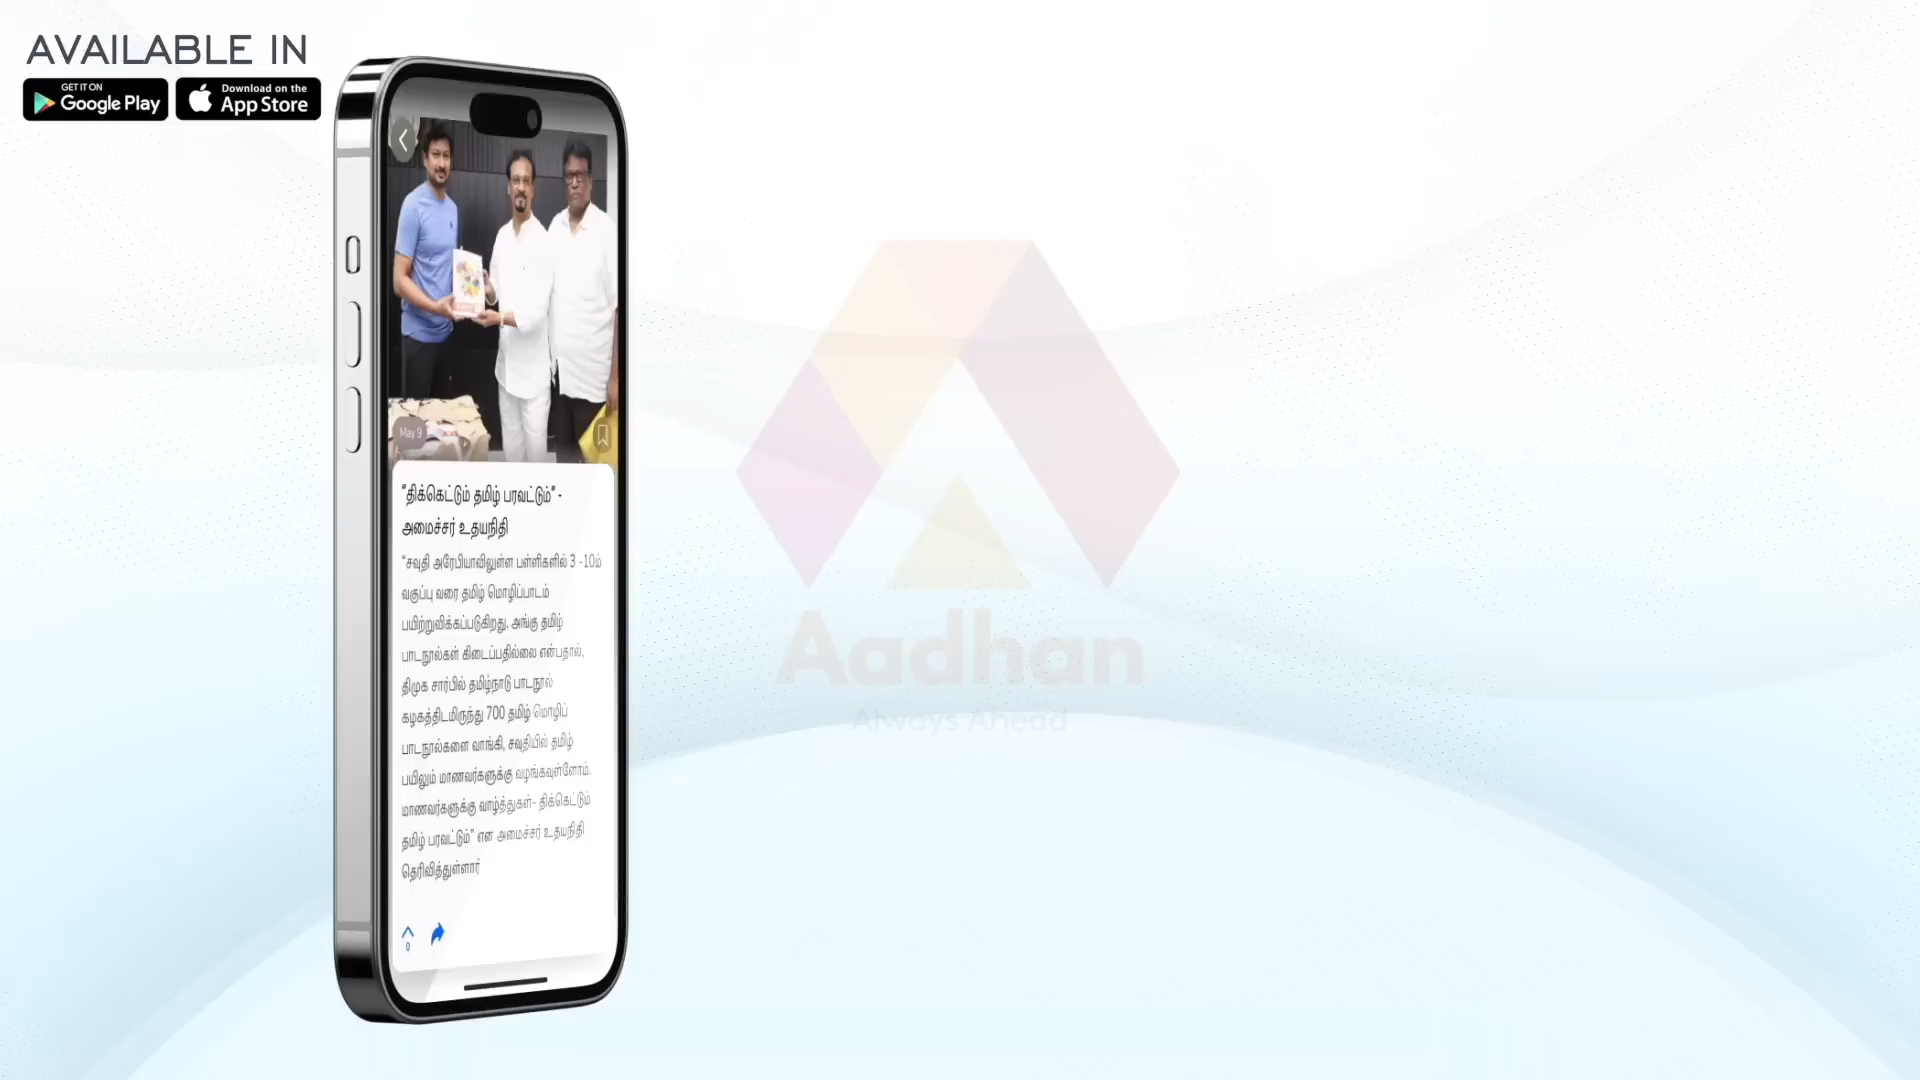 AVAILABLE IN
GET IT ON
Google Play
Download on the
App Store
May 9
"திக்கெட்டும் தமிழ் பரவட்டும்" -
அமைச்சர் உதயநிதி
"சவுதி அரேபியாவிலுள்ள பள்ளிகளில் 3 -10ம்
வகுப்பு வரை தமிழ் மொழிப்பாடம்
பயிற்றுவிக்கப்படுகிறது. அங்கு தமிழ்
பாடநூல்கள் கிடைப்பதில்லை என்பதால்,
திமுக சார்பில் தமிழ்நாடு பாடநூல்
கழகத்திடமிருந்து 700 தமிழ் மொழிப்
பாடநூல்களை வாங்கி, சவுதியில் தமிழ்
பயிலும் மாணவர்களுக்கு வழங்கவுள்ளோம்.
மாணவர்களுக்கு வாழ்த்துகள்- திக்கெட்டும்
தமிழ் பரவட்டும்" என அமைச்சர் உதயநிதி
தெரிவித்துள்ளார்
0
Aadhan
Always Ahead